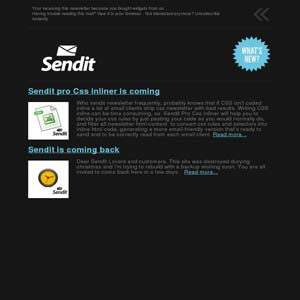 Your receiving this newsletter because you bought widgets from us.
Having trouble reading this mail? View it in your browser. Not interested anymore? Unsubscribe
Instantly.
Sendit
WHAT'S
NEW?
Sendit pro Css inliner is coming
Who sends newsletter frequently, probably knows that if CSS isn't coded
inline a lot of email clients strip css newsletter with bad results. Writing CSS
inline can be time consuming, so Sendit Pro Css Inliner will help you to
decide your css rules by just pasting your code as you would normally do,
and filter all newsletter html content to convert css rules and selectors into
inline html code, generating a more email-friendly version that's ready to
send and to be correctly read from each email client. Read more...
Sendit
Sendit is coming back
Dear Sendit Lovers and customers. This site was destroyed durying
christmas and i'm trying to rebuild with a backup wishing soon. You are all
invited to come back here in a few days. Read more...
Sendit